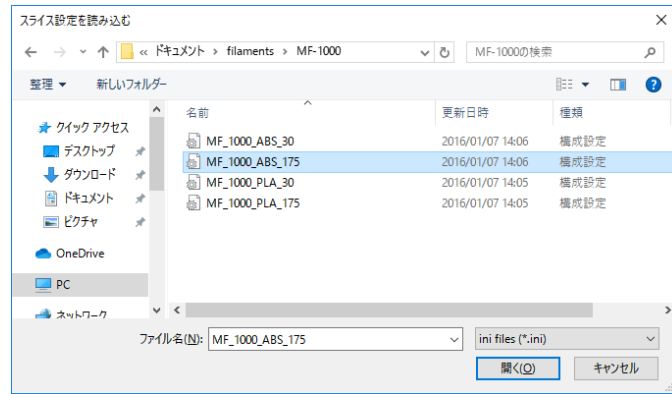 スライス設定を読み込む
« ドキュメント › filaments › MF-1000
MF-1000の検索
整理 新しいフォルダー
名前 更新日時 種類
クイック アクセス
デスクトップ
ダウンロード
ドキュメント
ピクチャ
OneDrive
PC
ネットワーク
MF_1000_ABS_30 2016/01/07 14:06 構成設定
MF_1000_ABS_175 2016/01/07 14:06 構成設定
MF_1000_PLA_30 2016/01/07 14:05 構成設定
MF_1000_PLA_175 2016/01/07 14:05 構成設定
ファイル名(N): MF_1000_ABS_175 ini files (*.ini)
開く(O) キャンセル